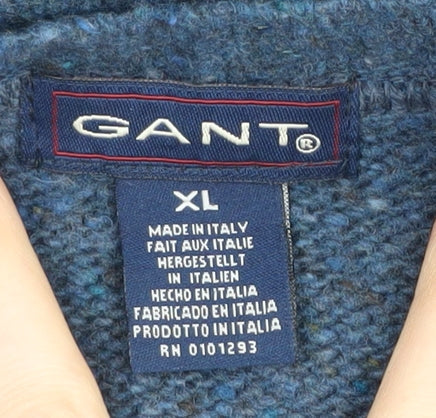 GANT®
XL
MADE IN ITALY
FAIT AUX ITALIE
HERGESTELLT
IN ITALIEN
HECHO EN ITALIA
FABRICADO EN ITALIA
PRODOTTO IN ITALIA
RN 0101293